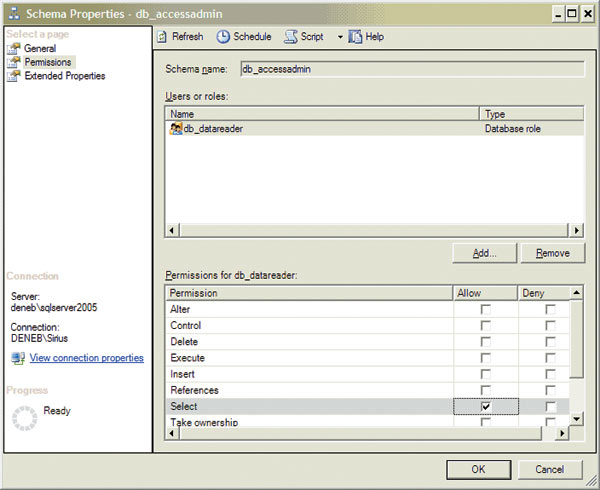 Schema Properties - db_accessadmin
Select a page
General
Permissions
Extended Properties
Refresh Schedule Script Help
Schema name: db_accessadmin
Users or roles:
Name Type
db_datareader Database role
Add... Remove
Permissions for db_datareader:
Permission Allow Deny
Alter
Control
Delete
Execute
Insert
References
Select
Take ownership
Connection
Server:
deneb\sqlserver2005
Connection:
DENEB\Sirius
View connection properties
Progress
Ready
OK Cancel